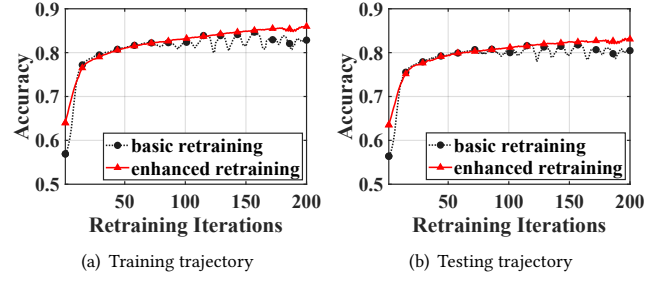 Accuracy
0.9
0.8
0.7
0.6
0.5
basic retraining
enhanced retraining
50
100
150
200
Retraining Iterations
(a) Training trajectory
Accuracy
0.9
0.8
0.7
0.6
0.5
basic retraining
enhanced retraining
50
100
150
200
Retraining Iterations
(b) Testing trajectory